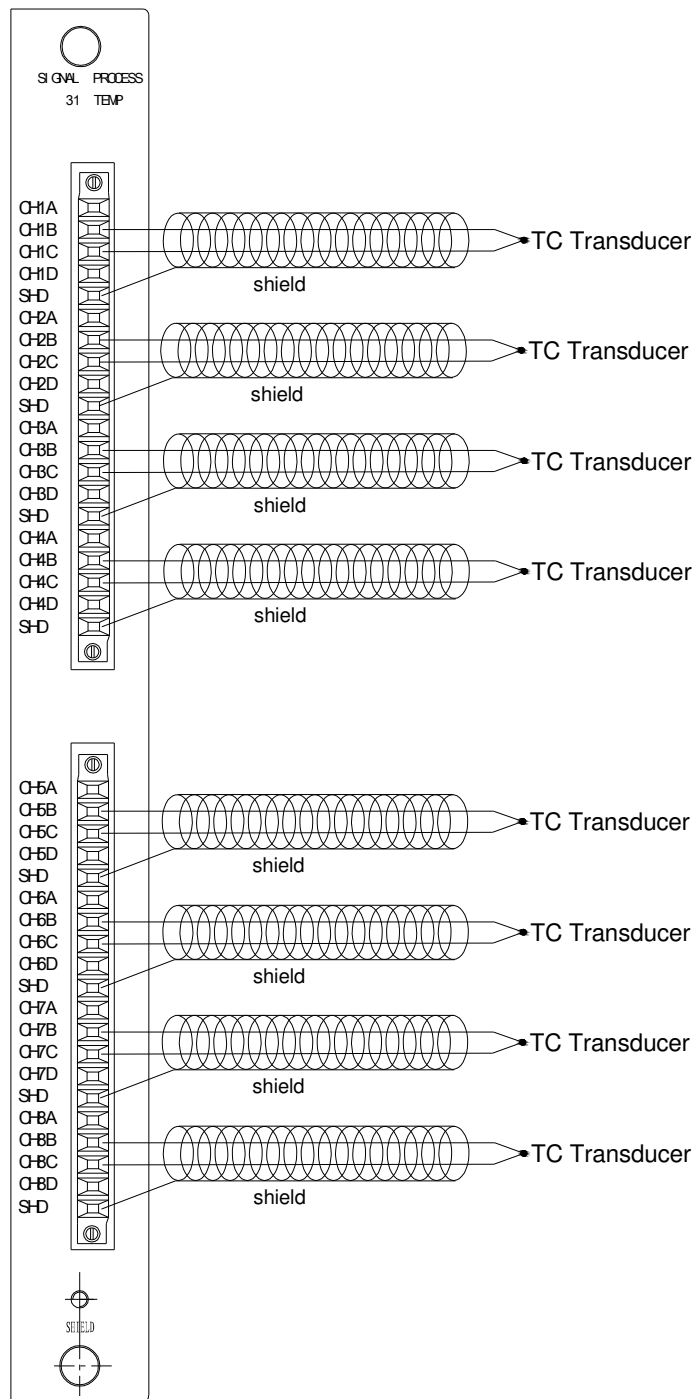 SIGNAL PROCESS
31 TEMP
CH1A
CH1B
CH1C
CH1D
SHD
CH2A
CH2B
CH2C
CH2D
SHD
CH3A
CH3B
CH3C
CH3D
SHD
CH4A
CH4B
CH4C
CH4D
SHD
TC Transducer
shield
TC Transducer
shield
TC Transducer
shield
TC Transducer
shield
CH5A
CH5B
CH5C
CH5D
SHD
CH6A
CH6B
CH6C
CH6D
SHD
CH7A
CH7B
CH7C
CH7D
SHD
CH8A
CH8B
CH8C
CH8D
SHD
TC Transducer
shield
TC Transducer
shield
TC Transducer
shield
TC Transducer
shield
SHIELD